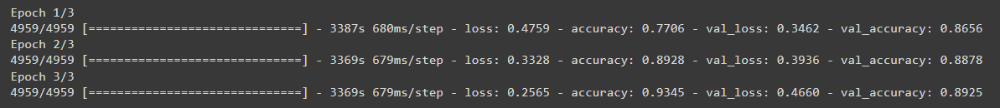 Epoch 1/3
4959/4959 [==============================] - 3387s 680ms/step - loss: 0.4759 - accuracy: 0.7706 - val_loss: 0.3462 - val_accuracy: 0.8656
Epoch 2/3
4959/4959 [==============================] - 3369s 679ms/step - loss: 0.3328 - accuracy: 0.8928 - val_loss: 0.3936 - val_accuracy: 0.8878
Epoch 3/3
4959/4959 [==============================] - 3369s 679ms/step - loss: 0.2565 - accuracy: 0.9345 - val_loss: 0.4660 - val_accuracy: 0.8925